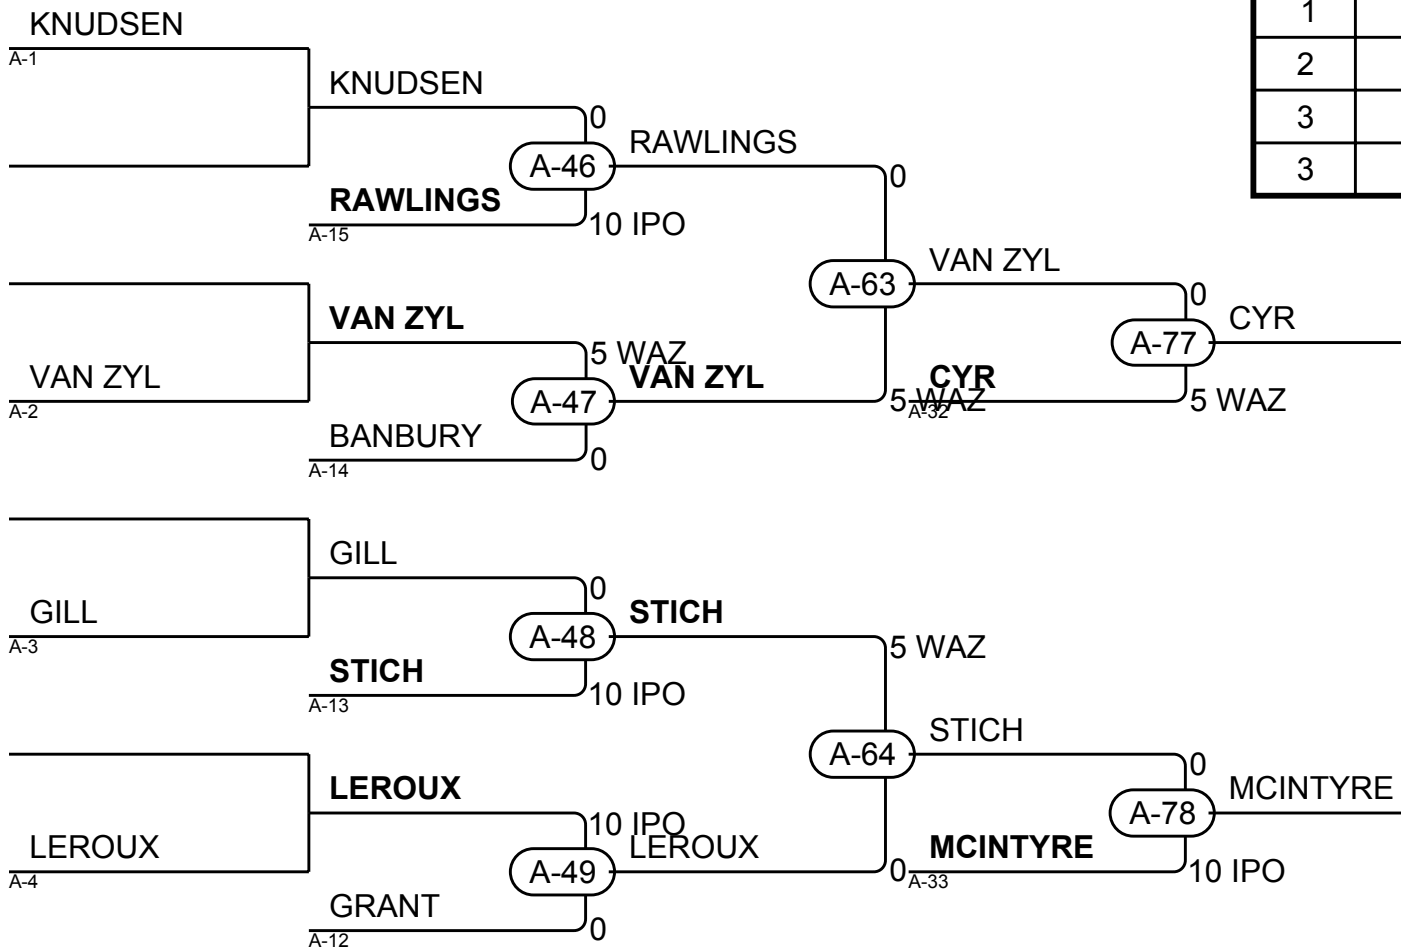 KNUDSEN
1
A-1
2
KNUDSEN
0
3
RAWLINGS
A-46
0
3
RAWLINGS
10 IPO
A-15
VAN ZYL
A-63
0
VAN ZYL
CYR
5 WAZ
A-77
VAN ZYL
VAN ZYL
CYR
A-2
A-47
5 WAZ
A-32
5 WAZ
BANBURY
0
A-14
GILL
0
GILL
STICH
A-3
A-48
5 WAZ
STICH
10 IPO
A-13
STICH
A-64
0
LEROUX
MCINTYRE
10 IPO
A-78
LEROUX
LEROUX
MCINTYRE
A-4
A-49
0
A-33
10 IPO
GRANT
0
A-12